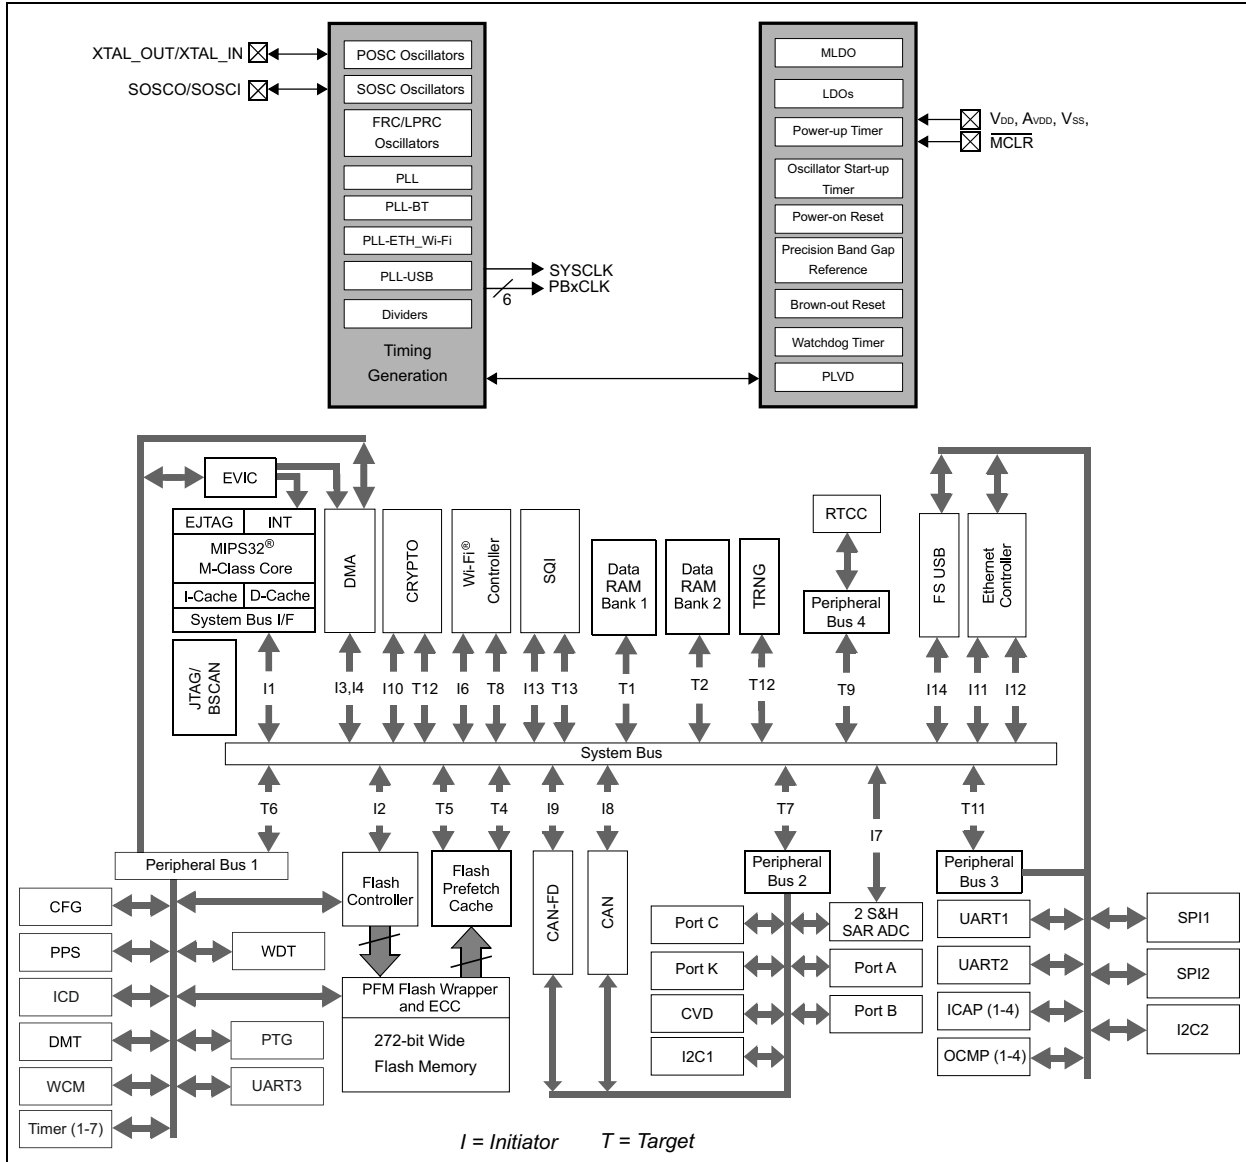 XTAL_OUT/XTAL_IN
SOSCO/SOSCI
POSC Oscillators
SOSC Oscillators
FRC/LPRC
Oscillators
PLL
PLL-BT
PLL-ETH_Wi-Fi
PLL-USB
Dividers
Timing
Generation
SYSCLK
PBxCLK
6
MLDO
LDOs
Power-up Timer
Oscillator Start-up
Timer
Power-on Reset
Precision Band Gap
Reference
Brown-out Reset
Watchdog Timer
PLVD
VDD, AVDD, VSS,
MCLR
EVIC
EJTAG
INT
MIPS32®
M-Class Core
I-Cache
D-Cache
System Bus I/F
JTAG/
BSCAN
DMA
CRYPTO
Wi-Fi®
Controller
SQI
Data
RAM
Bank 1
Data
RAM
Bank 2
TRNG
RTCC
Peripheral
Bus 4
FS USB
Ethernet
Controller
I1
I3,I4
I10
T12
I6
T8
I13
T13
T1
T2
T12
T9
I14
I11
I12
System Bus
T6
I2
T5
T4
I9
I8
T7
I7
T11
Peripheral Bus 1
Flash
Controller
Flash
Prefetch
Cache
CAN-FD
CAN
Peripheral
Bus 2
Peripheral
Bus 3
CFG
PPS
ICD
DMT
WCM
Timer (1-7)
WDT
PTG
UART3
PFM Flash Wrapper
and ECC
272-bit Wide
Flash Memory
Port C
Port K
CVD
I2C1
2 S&H
SAR ADC
Port A
Port B
UART1
UART2
ICAP (1-4)
OCMP (1-4)
SPI1
SPI2
I2C2
I = Initiator
T = Target